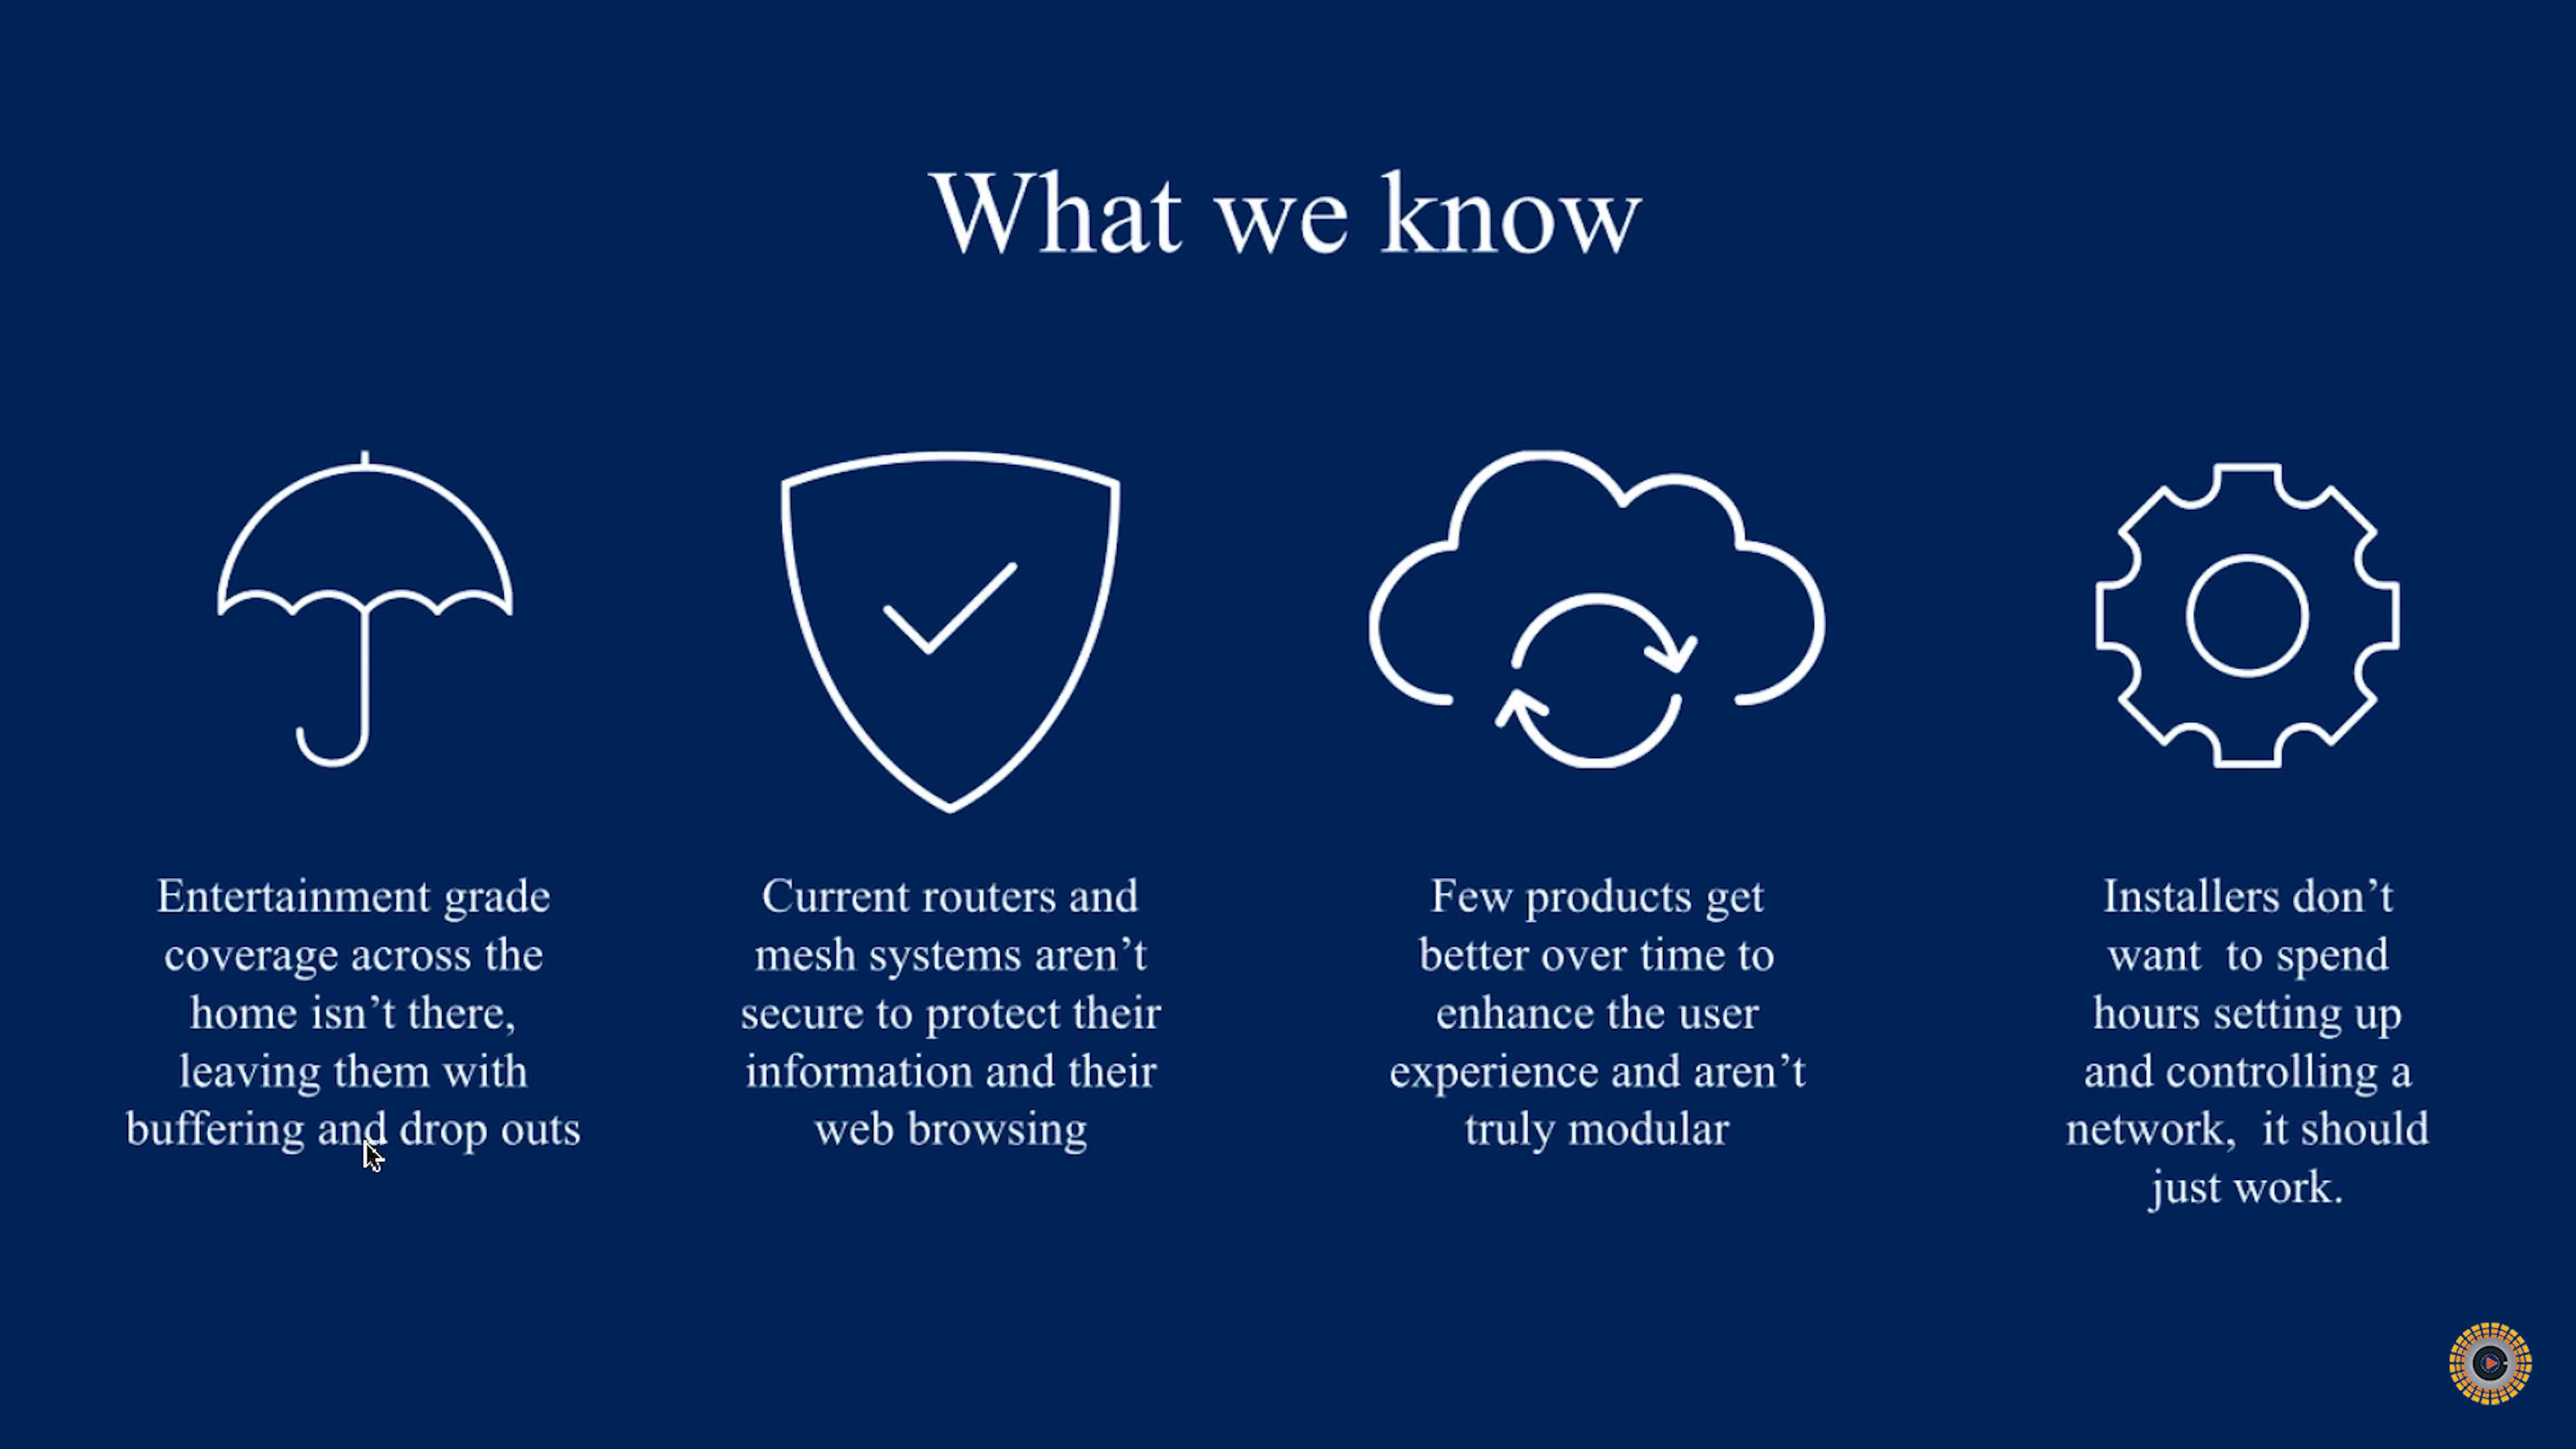 What we know
Entertainment grade
coverage across the
home isn’t there,
leaving them with
buffering and drop outs
Current routers and
mesh systems aren’t
secure to protect their
information and their
web browsing
Few products get
better over time to
enhance the user
experience and aren’t
truly modular
Installers don’t
want  to spend
hours setting up
and controlling a
network,  it should
just work.